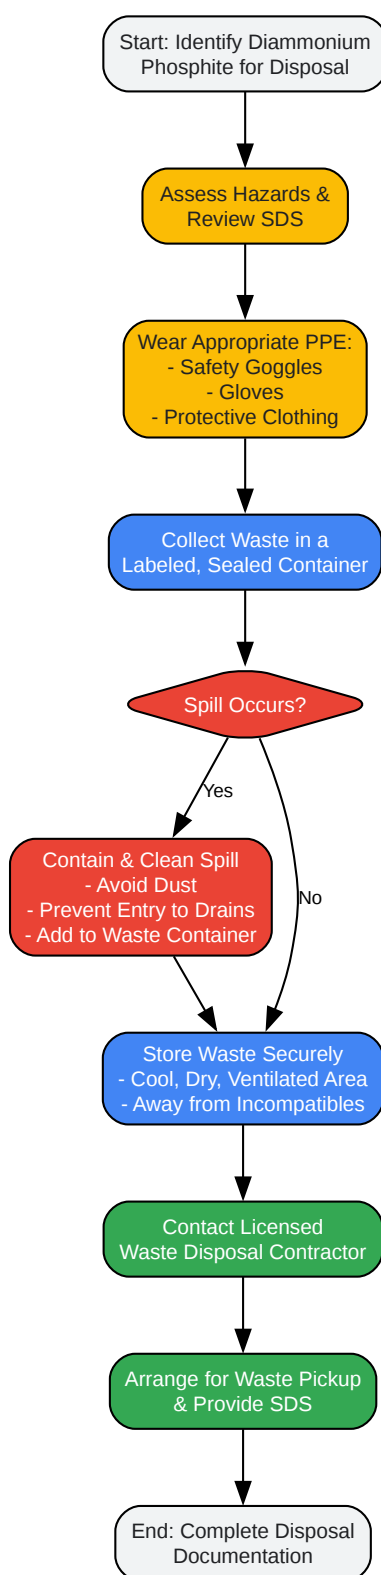 Start: Identify Diammonium
Phosphite for Disposal
Assess Hazards &
Review SDS
Wear Appropriate PPE:
- Safety Goggles
- Gloves
- Protective Clothing
Collect Waste in a
Labeled, Sealed Container
Spill Occurs?
Yes
Contain & Clean Spill
- Avoid Dust
- Prevent Entry to Drains
- Add to Waste Container
No
Store Waste Securely
- Cool, Dry, Ventilated Area
- Away from Incompatibles
Contact Licensed
Waste Disposal Contractor
Arrange for Waste Pickup
& Provide SDS
End: Complete Disposal
Documentation